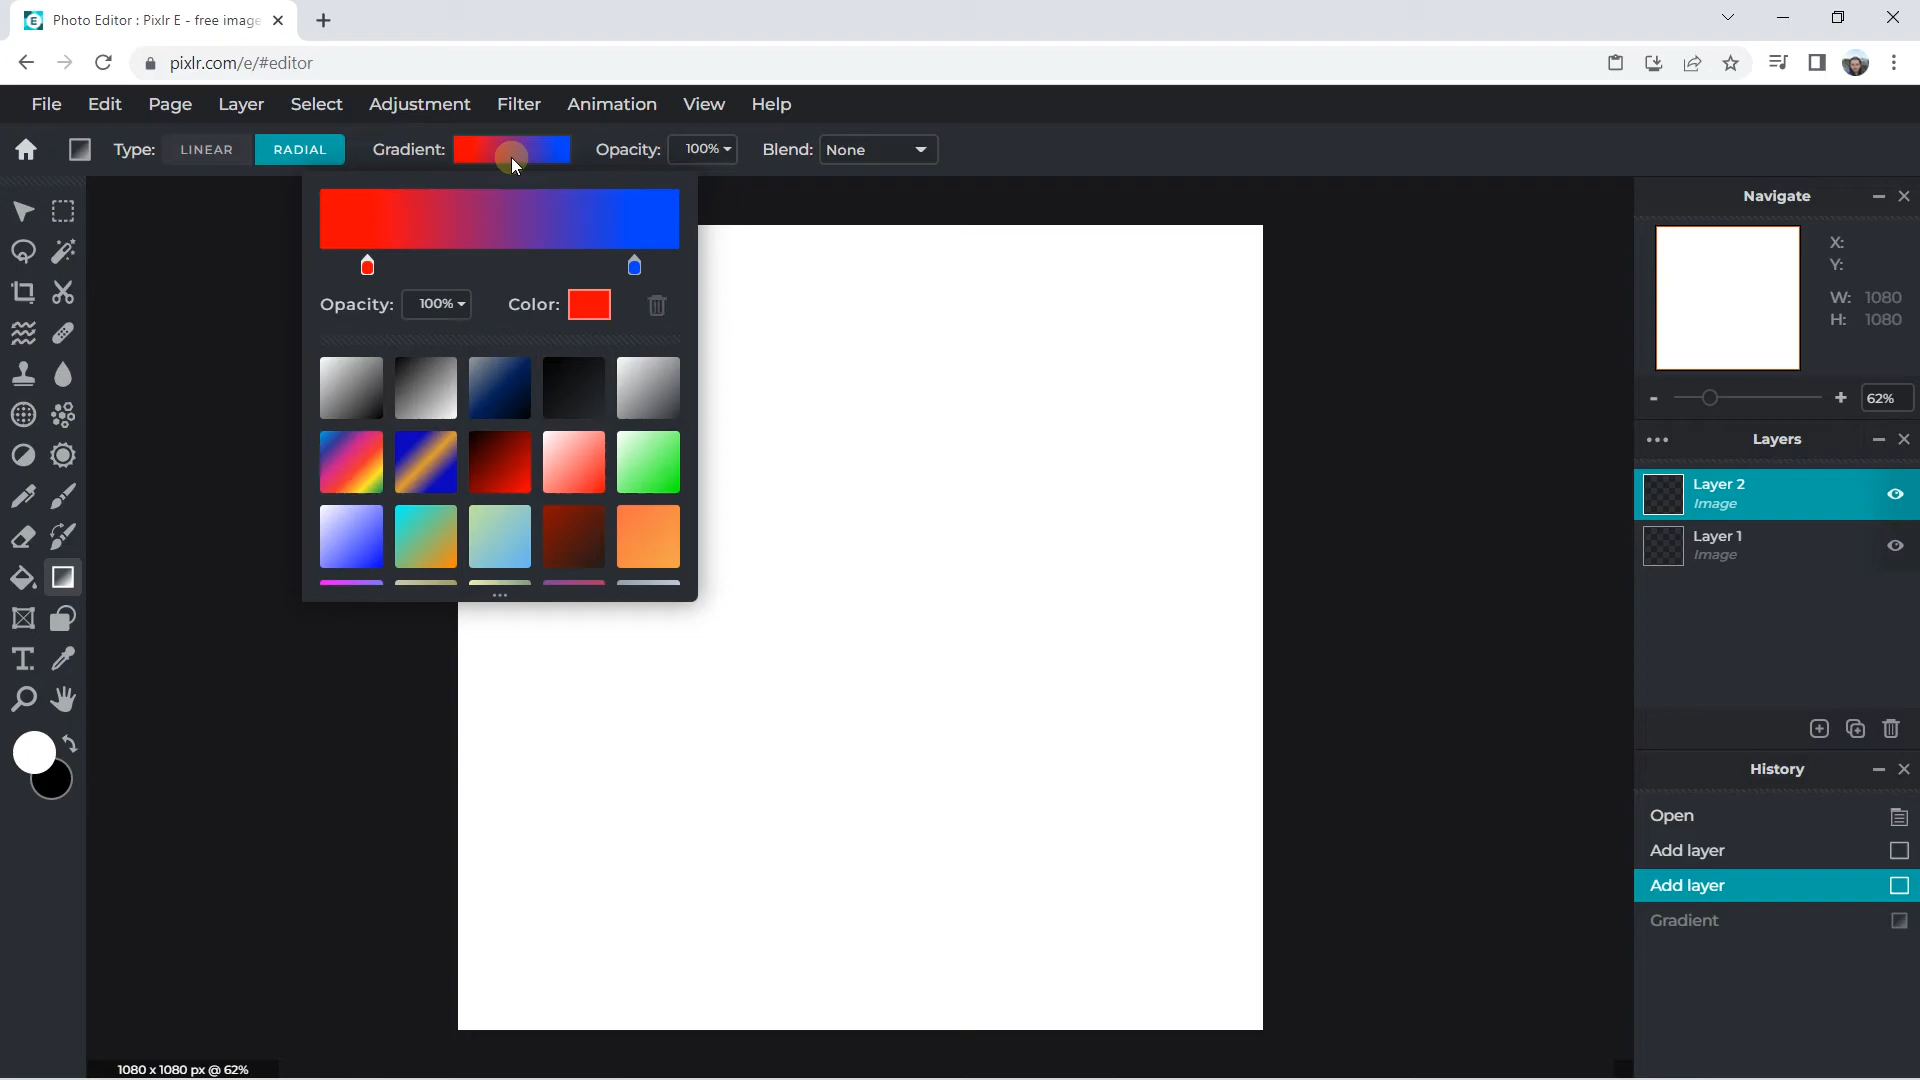 Photo Editor : Pixlr E - free image
pixlr.com/e/#editor
File Edit Page Layer Select Adjustment Filter Animation View Help
Type: LINEAR RADIAL Gradient: Opacity: 100% Blend: None
Opacity: 100% Color:
Navigate
X:
Y:
W: 1080
H: 1080
- + 62%
Layers
Layer 2
Image
Layer 1
Image
History
Open
Add layer
Add layer
Gradient
1080 x 1080 px @ 62%